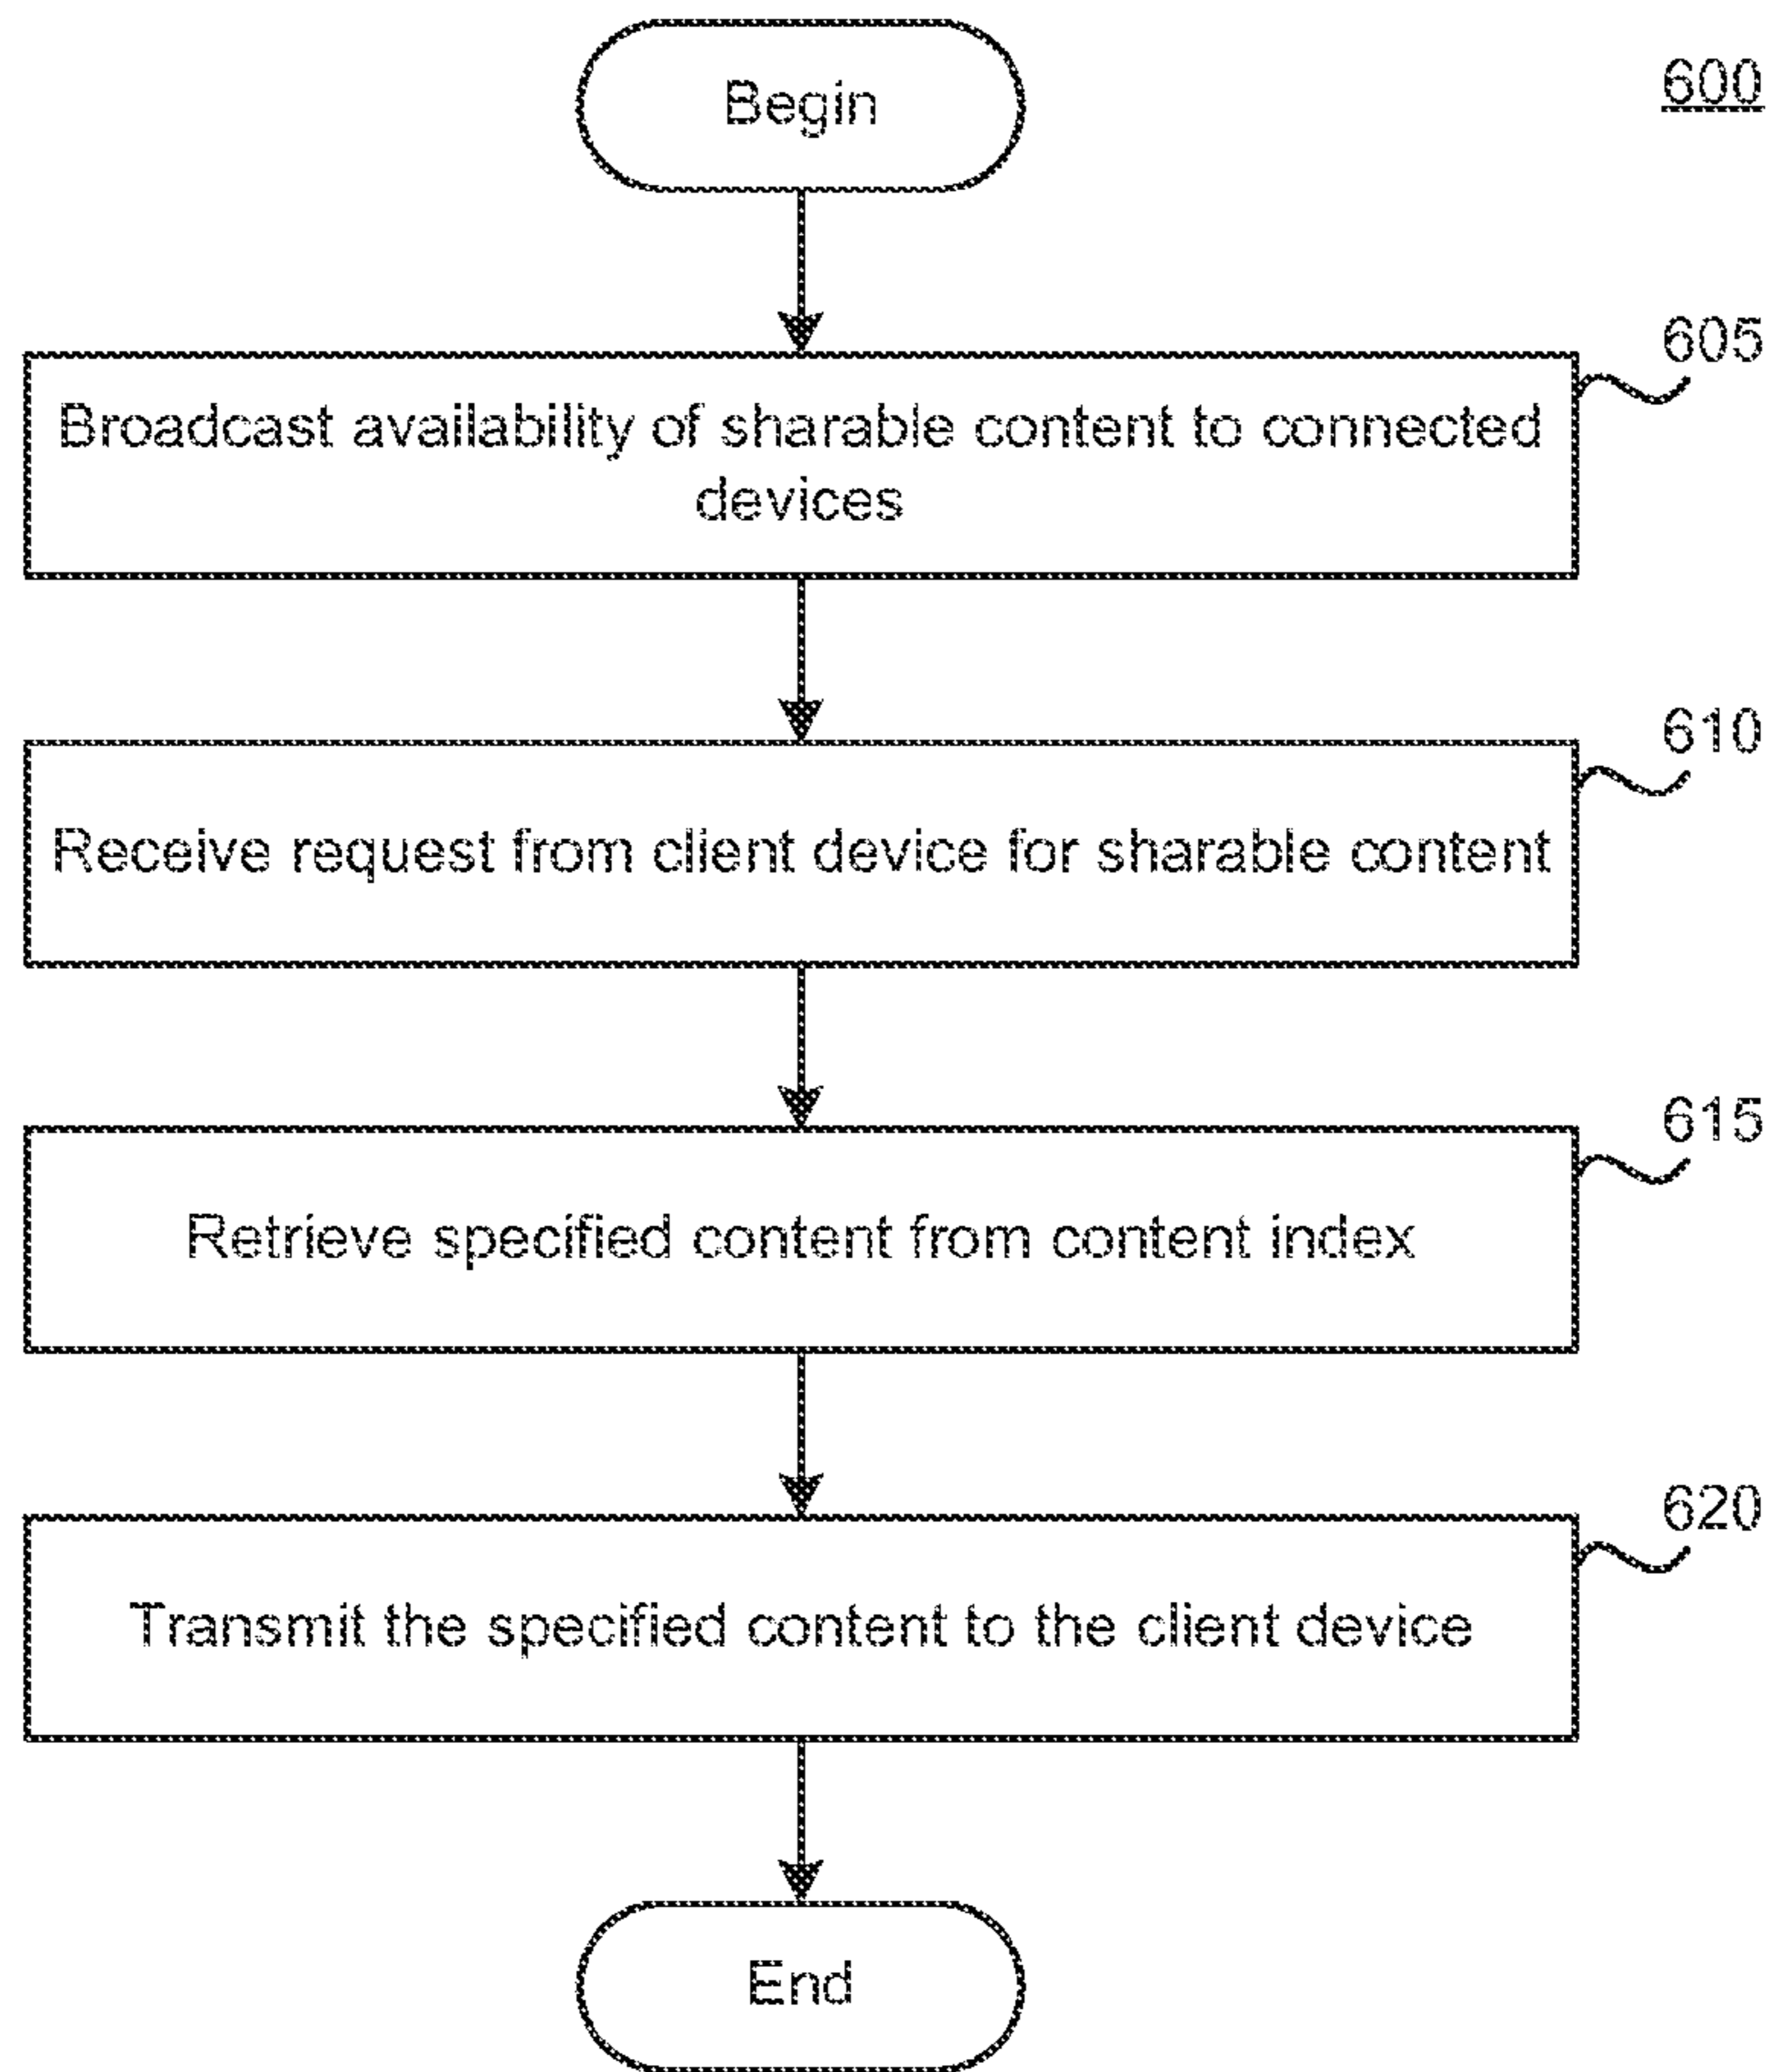 Begin
600
605
Broadcast availability of sharable content to connected
devices
610
Receive request from client device for sharable content
615
Retrieve specified content from content index
620
Transmit the specified content to the client device
End